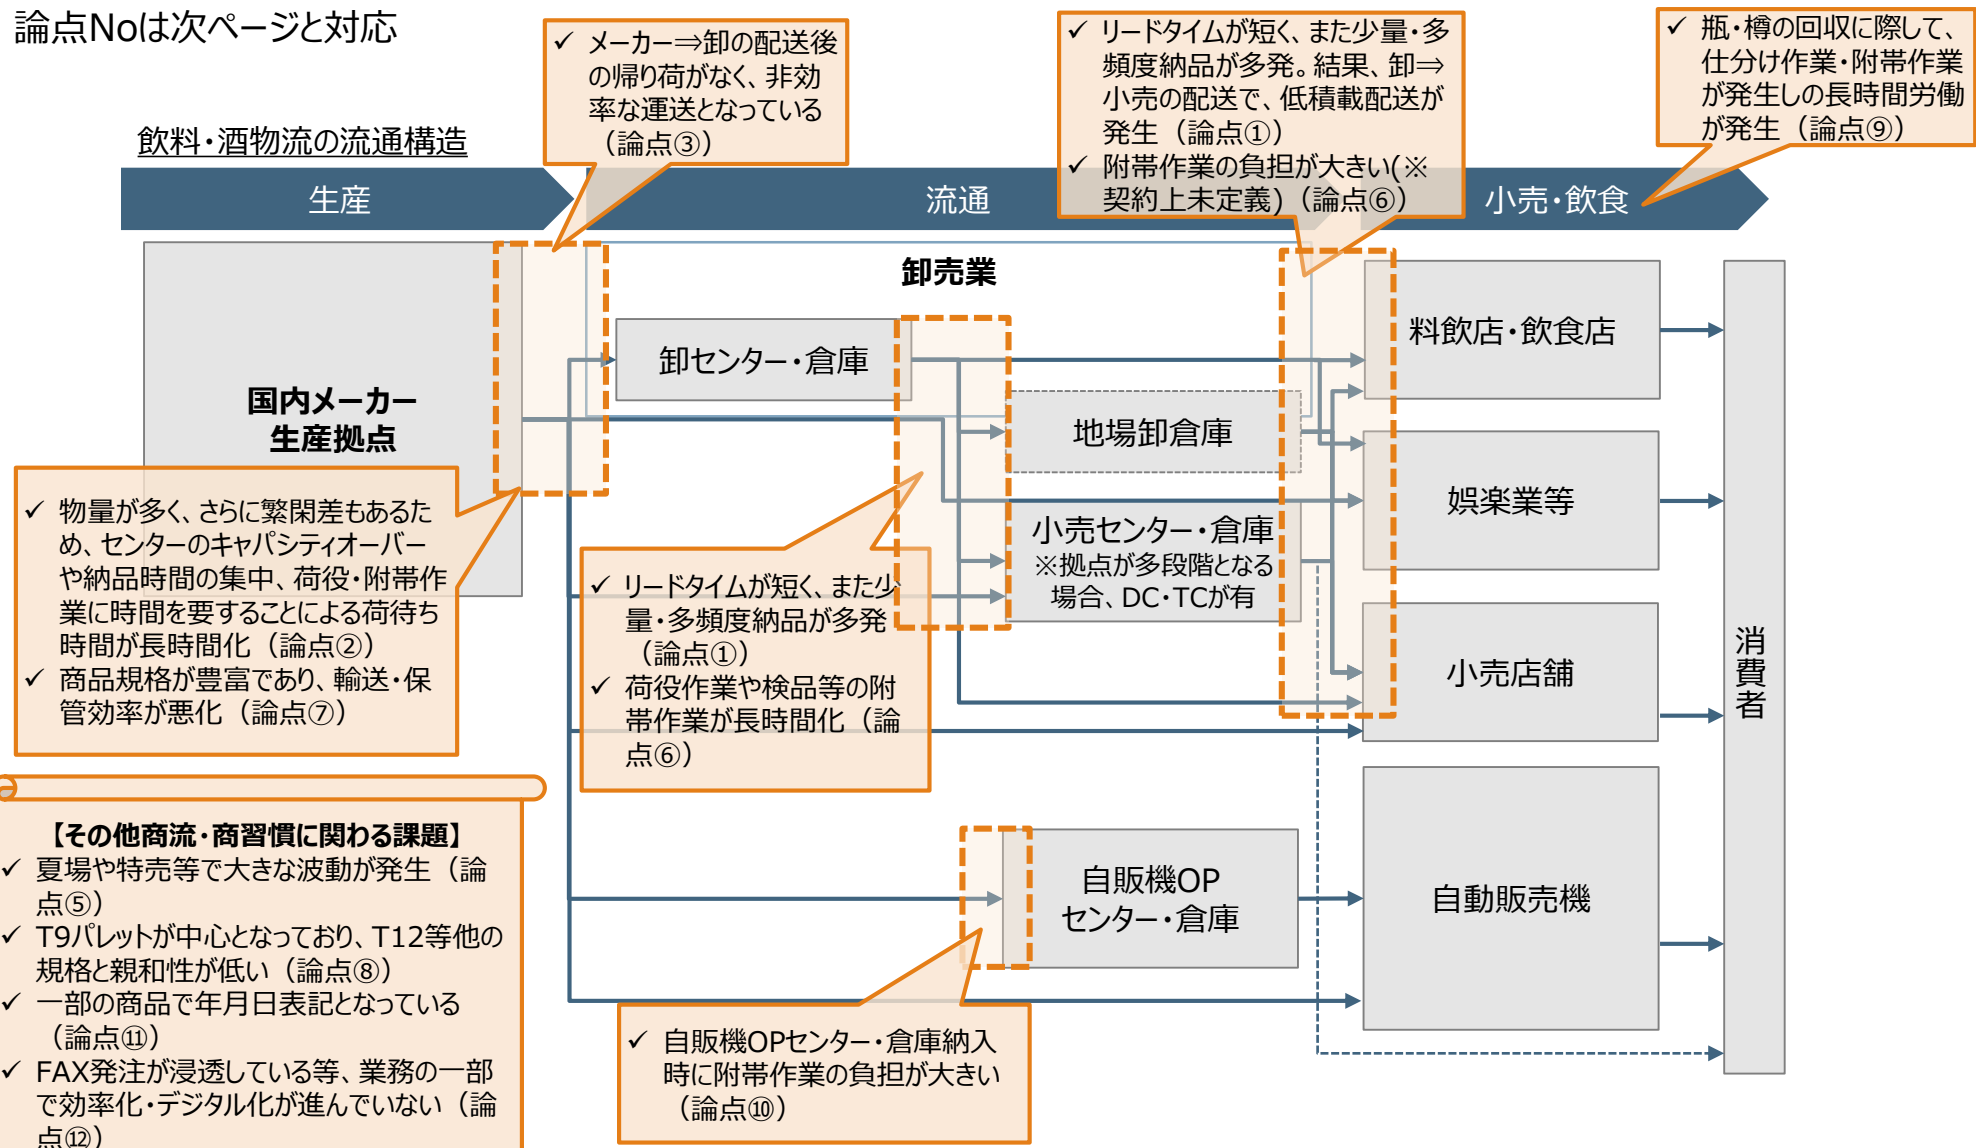 論点Noは次ページと対応
✓ メーカー⇒卸の配送後
の帰り荷がなく、非効
率な運送となっている
（論点③）
✓ リードタイムが短く、また少量・多
頻度納品が多発。結果、卸⇒
小売の配送で、低積載配送が
発生（論点①）
✓ 附帯作業の負担が大きい(※
契約上未定義)（論点⑥）
✓ 瓶・樽の回収に際して、
仕分け作業・附帯作業
が発生しの長時間労働
が発生（論点⑨）
飲料・酒物流の流通構造
生産
流通
小売・飲食
卸売業
国内メーカー
生産拠点
卸センター・倉庫
地場卸倉庫
小売センター・倉庫
※拠点が多段階となる
場合、DC・TCが有
料飲店・飲食店
娯楽業等
小売店舗
消費者
✓ 物量が多く、さらに繁閑差もあるた
め、センターのキャパシティオーバー
や納品時間の集中、荷役・附帯作
業に時間を要することによる荷待ち
時間が長時間化（論点②）
✓ 商品規格が豊富であり、輸送・保
管効率が悪化（論点⑦）
✓ リードタイムが短く、また少
量・多頻度納品が多発
（論点①）
✓ 荷役作業や検品等の附
帯作業が長時間化（論
点⑥）
【その他商流・商習慣に関わる課題】
✓ 夏場や特売等で大きな波動が発生（論
点⑤）
✓ T9パレットが中心となっており、T12等他の
規格と親和性が低い（論点⑧）
✓ 一部の商品で年月日表記となっている
（論点⑪）
✓ FAX発注が浸透している等、業務の一部
で効率化・デジタル化が進んでいない（論
点⑫）
自販機OP
センター・倉庫
自動販売機
✓ 自販機OPセンター・倉庫納入
時に附帯作業の負担が大きい
（論点⑩）